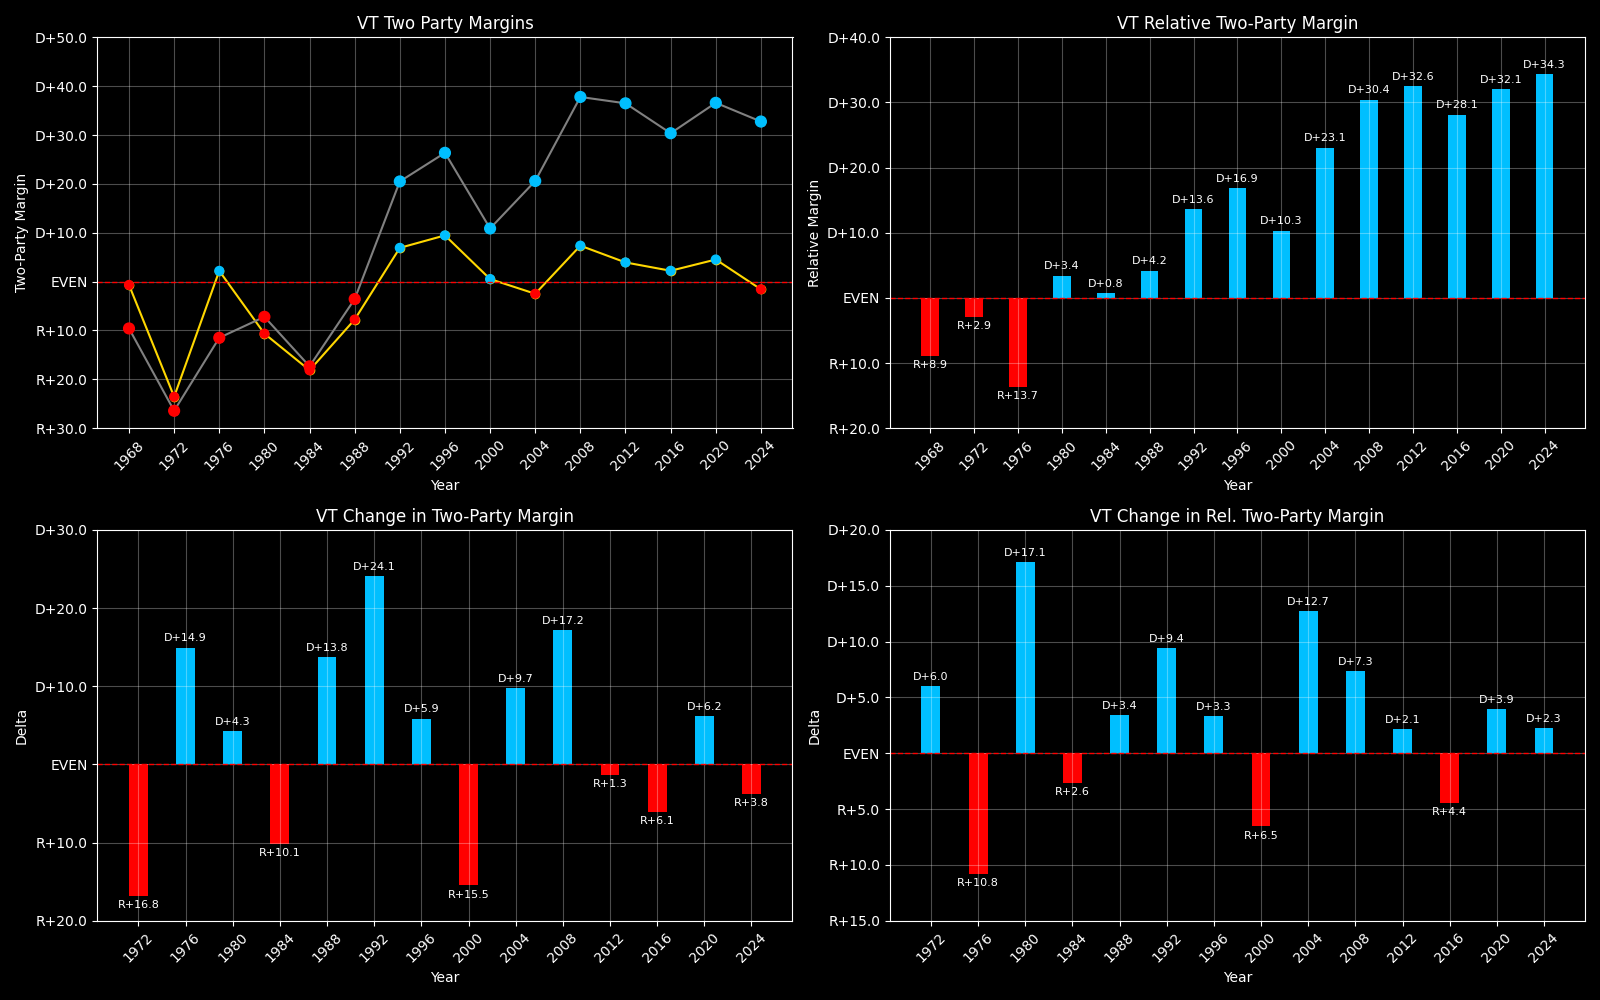 VT Two Party Margins
D+50.0
D+40.0
D+30.0
D+20.0
D+10.0
EVEN
R+10.0
R+20.0
R+30.0
Two-Party Margin
1968 1972 1976 1980 1984 1988 1992 1996 2000 2004 2008 2012 2016 2020 2024
Year
VT Relative Two-Party Margin
D+40.0
D+30.0
D+20.0
D+10.0
EVEN
R+10.0
R+20.0
Relative Margin
R+8.9 R+2.9 R+13.7 D+3.4 D+0.8 D+4.2 D+13.6 D+16.9 D+10.3 D+23.1 D+30.4 D+32.6 D+28.1 D+32.1 D+34.3
1968 1972 1976 1980 1984 1988 1992 1996 2000 2004 2008 2012 2016 2020 2024
Year
VT Change in Two-Party Margin
D+30.0
D+20.0
D+10.0
EVEN
R+10.0
R+20.0
Delta
R+16.8 D+14.9 D+4.3 R+10.1 D+13.8 D+24.1 D+5.9 R+15.5 D+9.7 D+17.2 R+1.3 R+6.1 D+6.2 R+3.8
1972 1976 1980 1984 1988 1992 1996 2000 2004 2008 2012 2016 2020 2024
Year
VT Change in Rel. Two-Party Margin
D+20.0
D+15.0
D+10.0
D+5.0
EVEN
R+5.0
R+10.0
R+15.0
Delta
D+6.0 R+10.8 D+17.1 R+2.6 D+3.4 D+9.4 D+3.3 R+6.5 D+12.7 D+7.3 D+2.1 R+4.4 D+3.9 D+2.3
1972 1976 1980 1984 1988 1992 1996 2000 2004 2008 2012 2016 2020 2024
Year